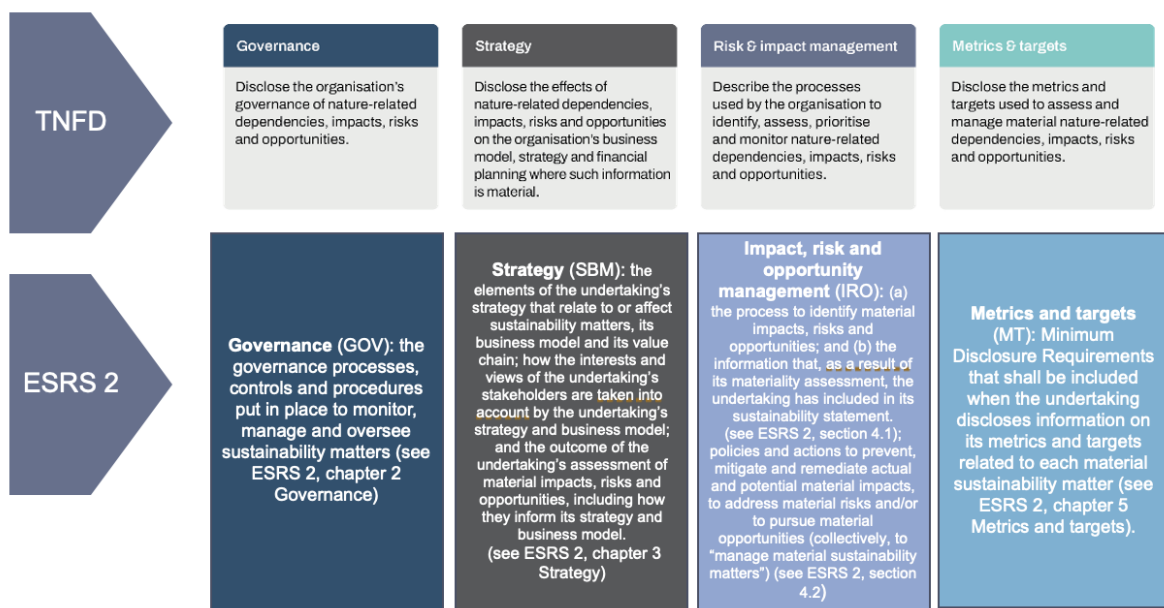 TNFD
Governance
Disclose the organisation's
governance of nature-related
dependencies, impacts, risks
and opportunities.
Strategy
Disclose the effects of
nature-related dependencies,
impacts, risks and opportunities
on the organisation's business
model, strategy and financial
planning where such information
is material.
Risk & impact management
Describe the processes
used by the organisation to
identify, assess, prioritise
and monitor nature-related
dependencies, impacts, risks
and opportunities.
Metrics & targets
Disclose the metrics and
targets used to assess and
manage material nature-related
dependencies, impacts, risks
and opportunities.
ESRS 2
Governance (GOV): the
governance processes,
controls and procedures
put in place to monitor,
manage and oversee
sustainability matters (see
ESRS 2, chapter 2
Governance)
Strategy (SBM): the
elements of the undertaking's
strategy that relate to or affect
sustainability matters, its
business model and its value
chain; how the interests and
views of the undertaking's
stakeholders are taken into
account by the undertaking's
strategy and business model;
and the outcome of the
undertaking's assessment of
material impacts, risks and
opportunities, including how
they inform its strategy and
business model.
(see ESRS 2, chapter 3
Strategy)
Impact, risk and
opportunity
management (IRO): (a)
the process to identify material
impacts, risks and
opportunities; and (b) the
information that, as a result of
its materiality assessment, the
undertaking has included in its
sustainability statement.
(see ESRS 2, section 4.1);
policies and actions to prevent,
mitigate and remediate actual
and potential material impacts,
to address material risks and/or
to pursue material
opportunities (collectively, to
"manage material sustainability
matters") (see ESRS 2, section
4.2)
Metrics and targets
(MT): Minimum
Disclosure Requirements
that shall be included
when the undertaking
discloses information on
its metrics and targets
related to each material
sustainability matter (see
ESRS 2, chapter 5
Metrics and targets).